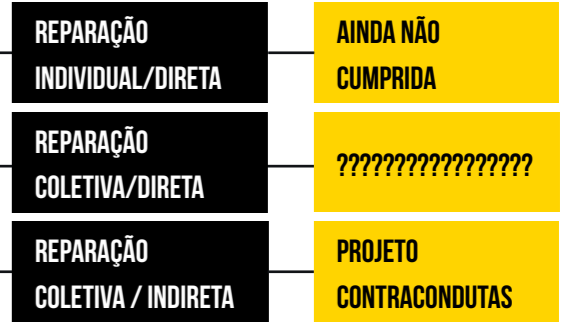 REPARAÇÃO
INDIVIDUAL/DIRETA
AINDA NÃO
CUMPRIDA
REPARAÇÃO
COLETIVA/DIRETA
?????????????????
REPARAÇÃO
COLETIVA / INDIRETA
PROJETO
CONTRACONDUTAS